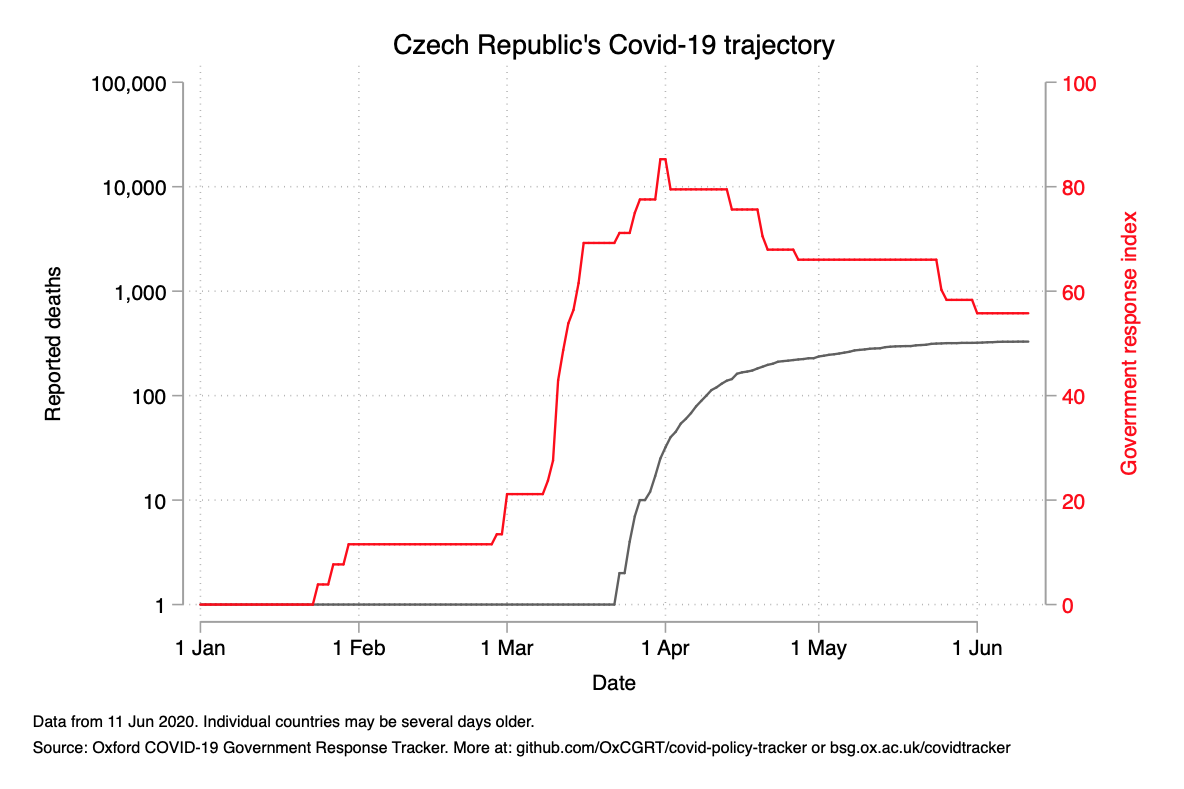 Czech Republic's Covid-19 trajectory
100,000
10,000
1,000
100
10
1
Reported deaths
100
80
60
40
20
0
Government response index
1 Jan
1 Feb
1 Mar
1 Apr
1 May
1 Jun
Date
Data from 11 Jun 2020. Individual countries may be several days older.
Source: Oxford COVID-19 Government Response Tracker. More at: github.com/OxCGRT/covid-policy-tracker or bsg.ox.ac.uk/covidtracker